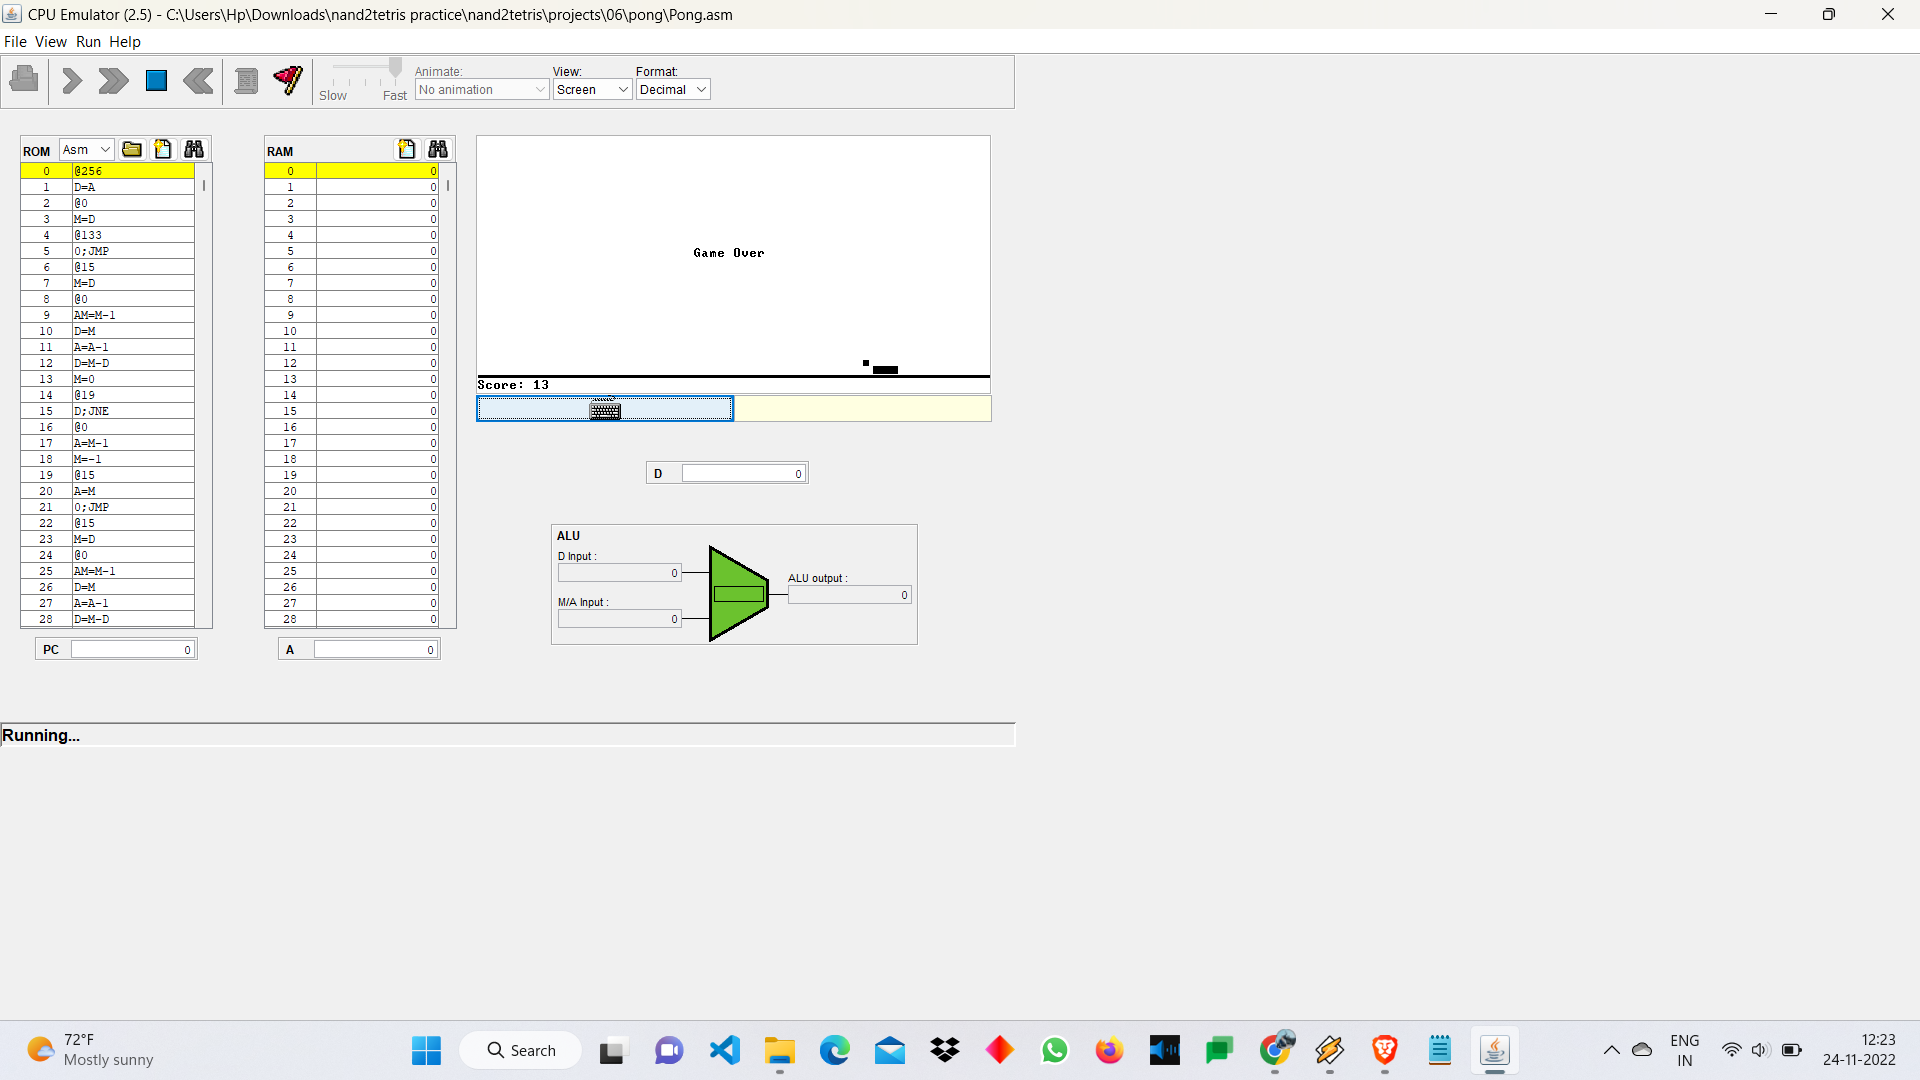 CPU Emulator (2.5) - C:\Users\Hp\Downloads\nand2tetris practice\nand2tetris\projects\06\pong\Pong.asm
File View Run Help
Slow Fast
Animate:
No animation
View:
Screen
Format:
Decimal
ROM Asm
0 @256
1 D=A
2 @0
3 M=D
4 @133
5 0;JMP
6 @15
7 M=D
8 @0
9 AM=M-1
10 D=M
11 A=A-1
12 D=M-D
13 M=0
14 @19
15 D;JNE
16 @0
17 A=M-1
18 M=-1
19 @15
20 A=M
21 0;JMP
22 @15
23 M=D
24 @0
25 AM=M-1
26 D=M
27 A=A-1
28 D=M-D
PC 0
RAM
0 0
1 0
2 0
3 0
4 0
5 0
6 0
7 0
8 0
9 0
10 0
11 0
12 0
13 0
14 0
15 0
16 0
17 0
18 0
19 0
20 0
21 0
22 0
23 0
24 0
25 0
26 0
27 0
28 0
A 0
Game Over
Score: 13
D 0
ALU
D Input :
0
M/A Input :
0
ALU output :
0
Running...
72°F
Mostly sunny
Search
ENG
IN
12:23
24-11-2022